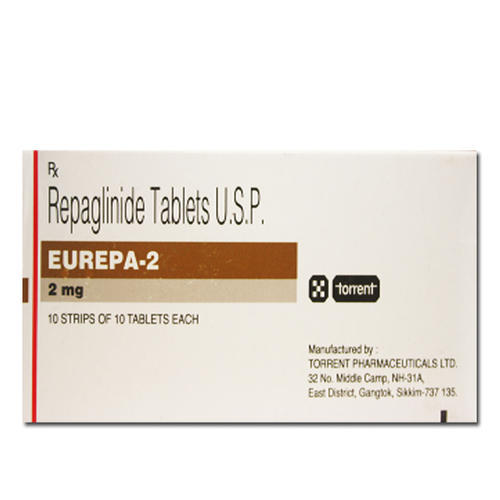 Rx
Repaglinide Tablets U.S.P.
EUREPA-2
2 mg
10 STRIPS OF 10 TABLETS EACH
torrent
Manufactured by :
TORRENT PHARMACEUTICALS LTD.
32 No. Middle Camp, NH-31A,
East District, Gangtok, Sikkim-737 135.